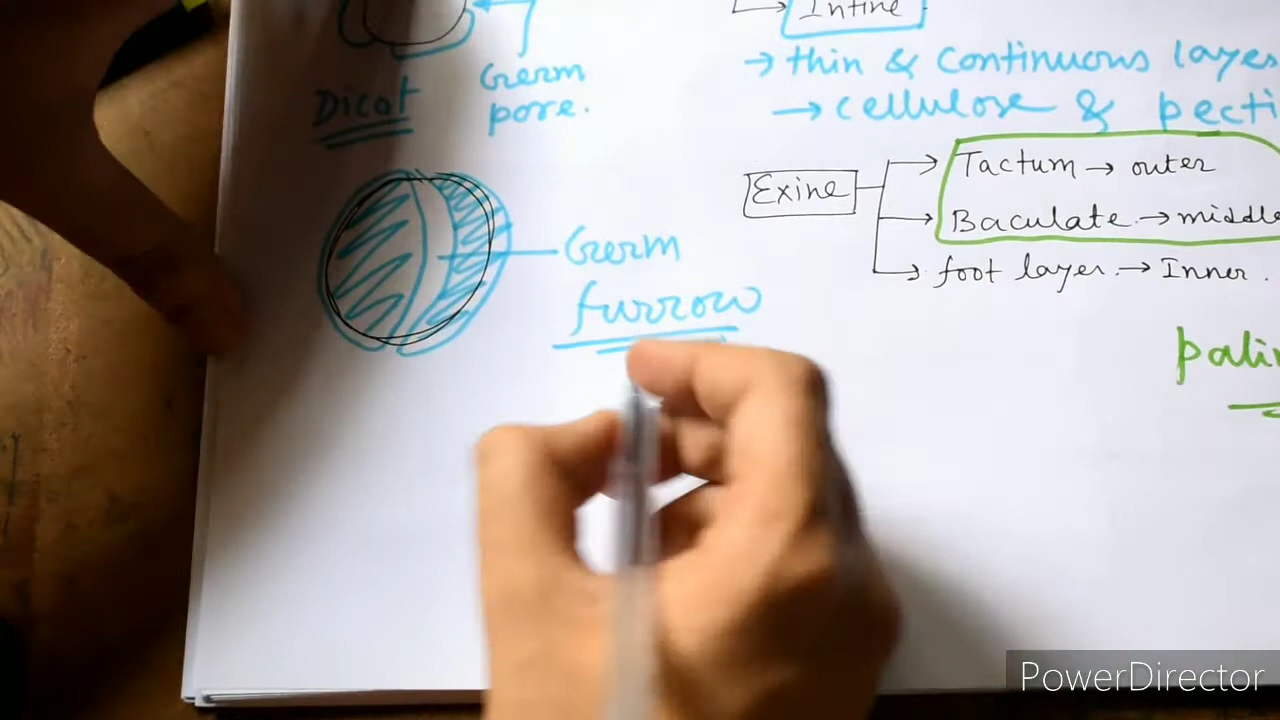 Intine
→ thin & continuous layer
→ cellulose & pecti
Germ
pore.
Dicot
Exine
Tactum → outer
Baculate → middle
foot layer → Inner.
Germ
furrow
palin
PowerDirector